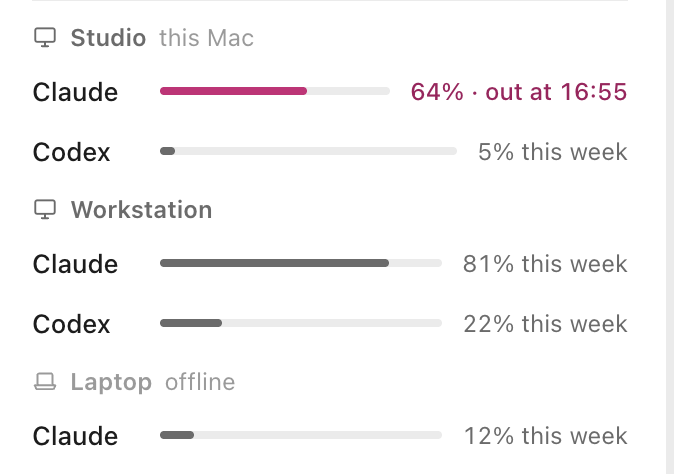 Studio this Mac
Claude 64% · out at 16:55
Codex 5% this week
Workstation
Claude 81% this week
Codex 22% this week
Laptop offline
Claude 12% this week